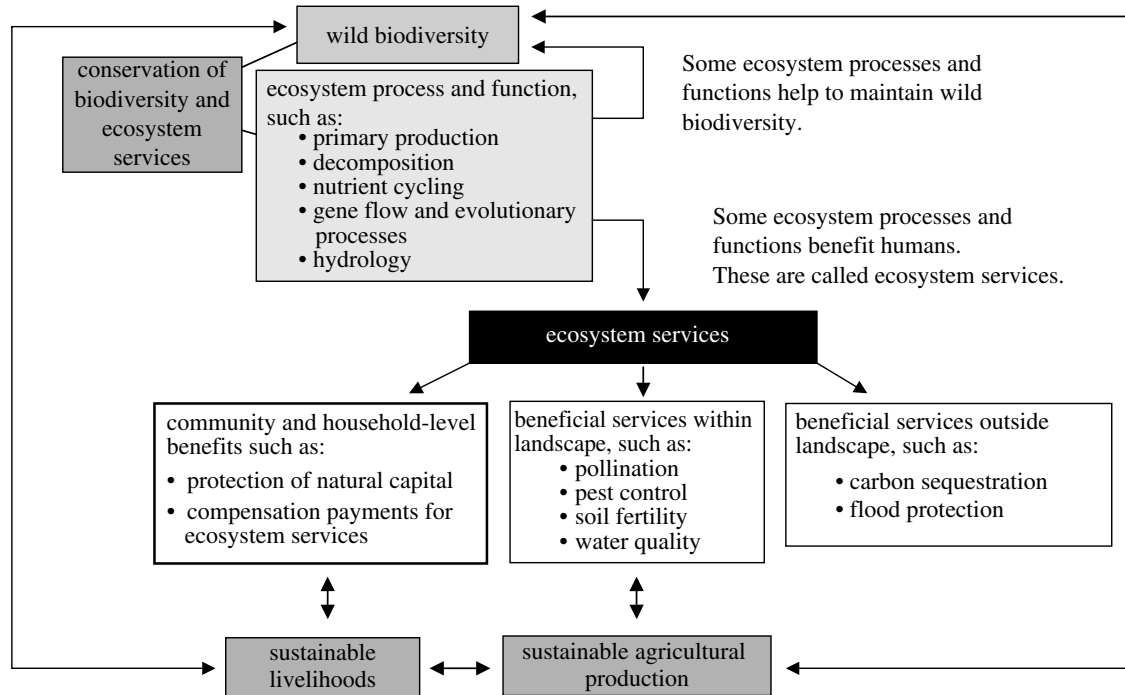 wild biodiversity
conservation of
biodiversity and
ecosystem
services
ecosystem process and function,
such as:
• primary production
• decomposition
• nutrient cycling
• gene flow and evolutionary
processes
• hydrology
Some ecosystem processes and
functions help to maintain wild
biodiversity.
Some ecosystem processes and
functions benefit humans.
These are called ecosystem services.
ecosystem services
community and household-level
benefits such as:
• protection of natural capital
• compensation payments for
ecosystem services
beneficial services within
landscape, such as:
• pollination
• pest control
• soil fertility
• water quality
beneficial services outside
landscape, such as:
• carbon sequestration
• flood protection
sustainable
livelihoods
sustainable agricultural
production